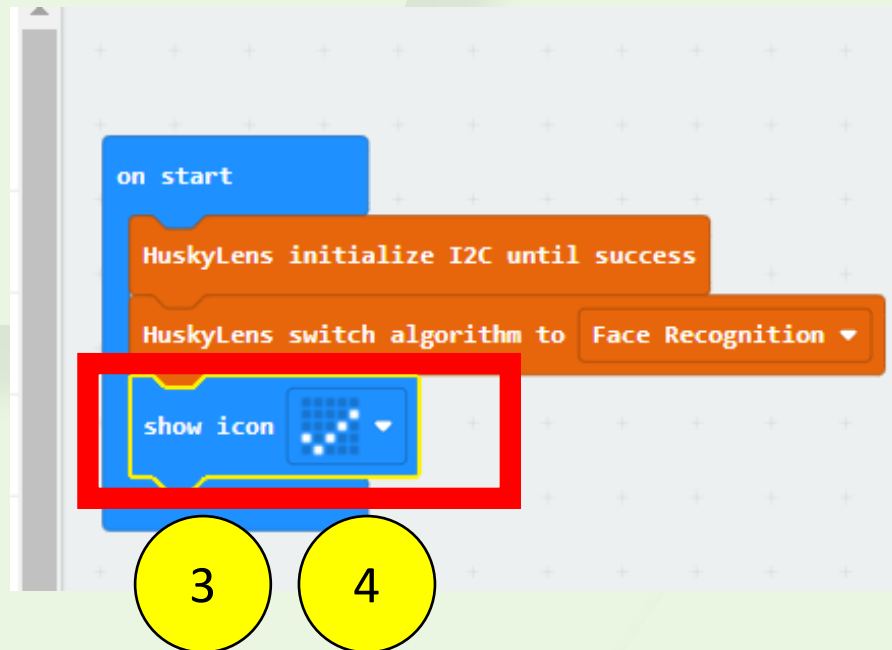 on start
HuskyLens initialize I2C until success
HuskyLens switch algorithm to Face Recognition
show icon
3 4